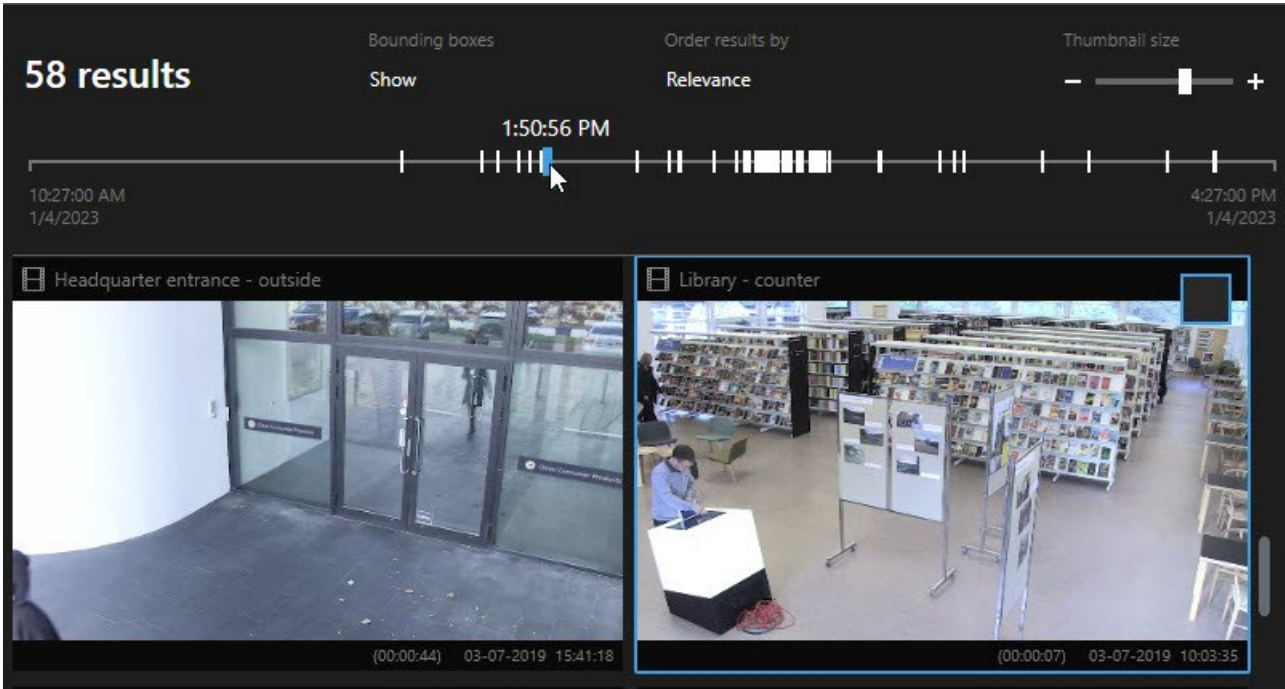 58 results
Bounding boxes
Show
Order results by
Relevance
Thumbnail size
1:50:56 PM
10:27:00 AM
1/4/2023
4:27:00 PM
1/4/2023
Headquarter entrance - outside
Library - counter
(00:00:44) 03-07-2019 15:41:18
(00:00:07) 03-07-2019 10:03:35